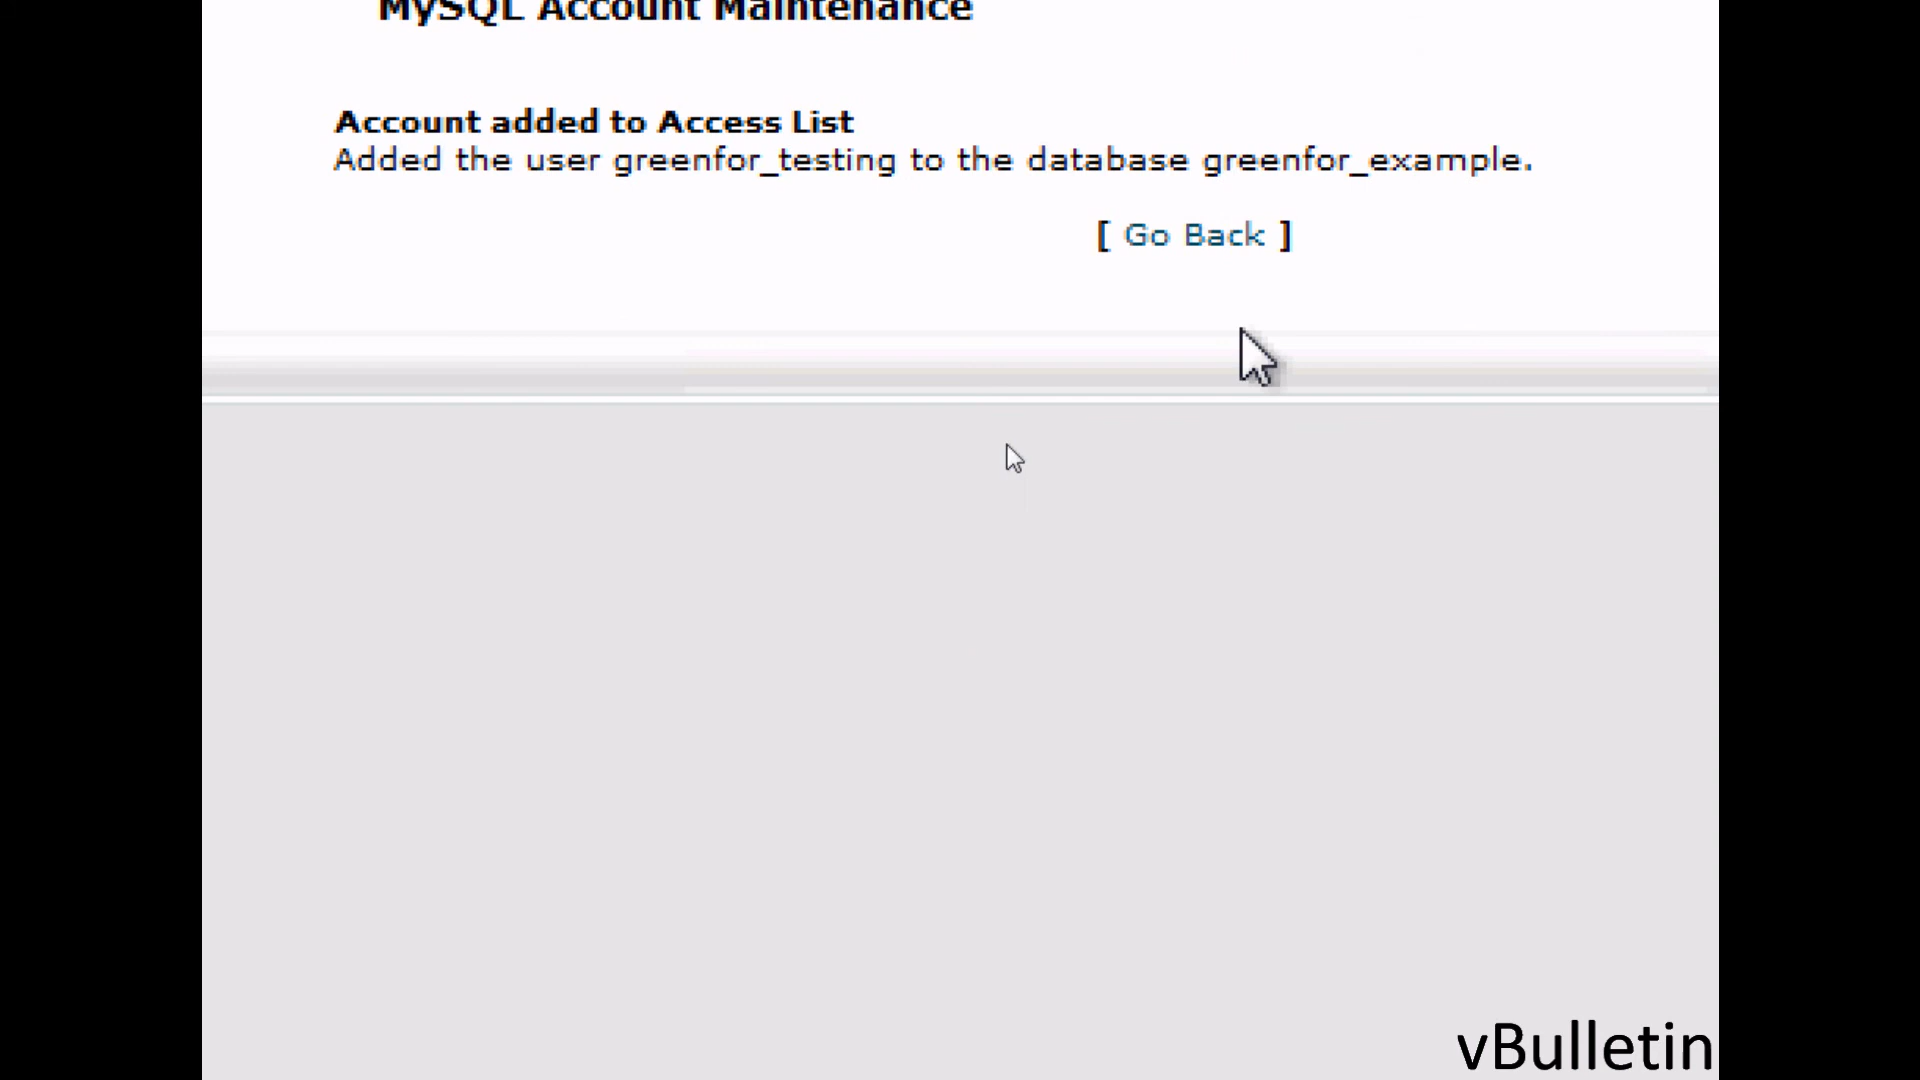 MySQL Account Maintenance
Account added to Access List
Added the user greenfor_testing to the database greenfor_example.
[ Go Back ]
vBulletin